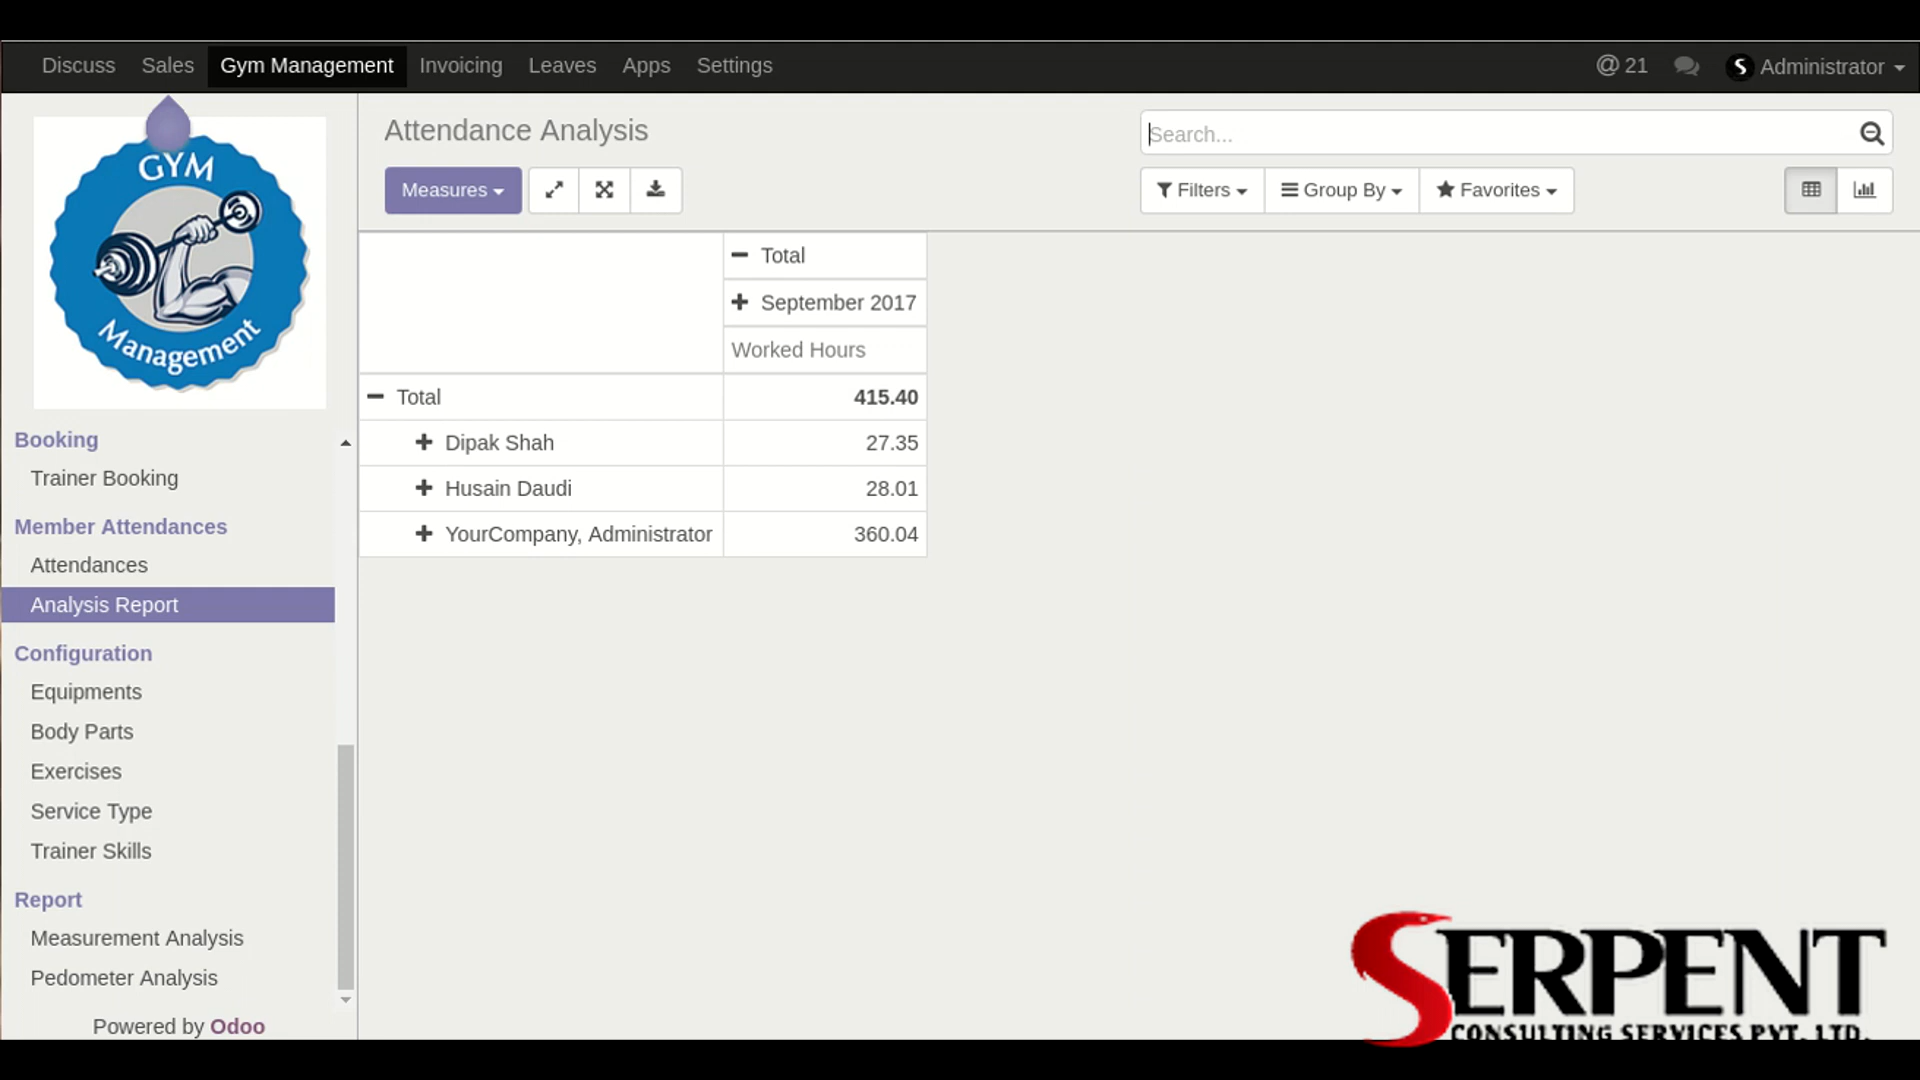 Discuss Sales Gym Management Invoicing Leaves Apps Settings @ 21 Administrator
GYM
Management
Booking
Trainer Booking
Member Attendances
Attendances
Analysis Report
Configuration
Equipments
Body Parts
Exercises
Service Type
Trainer Skills
Report
Measurement Analysis
Pedometer Analysis
Powered by Odoo
Attendance Analysis
Search...
Measures
Filters Group By Favorites
Total
September 2017
Worked Hours
Total 415.40
Dipak Shah 27.35
Husain Daudi 28.01
YourCompany, Administrator 360.04
SERPENT
CONSULTING SERVICES PVT. LTD.